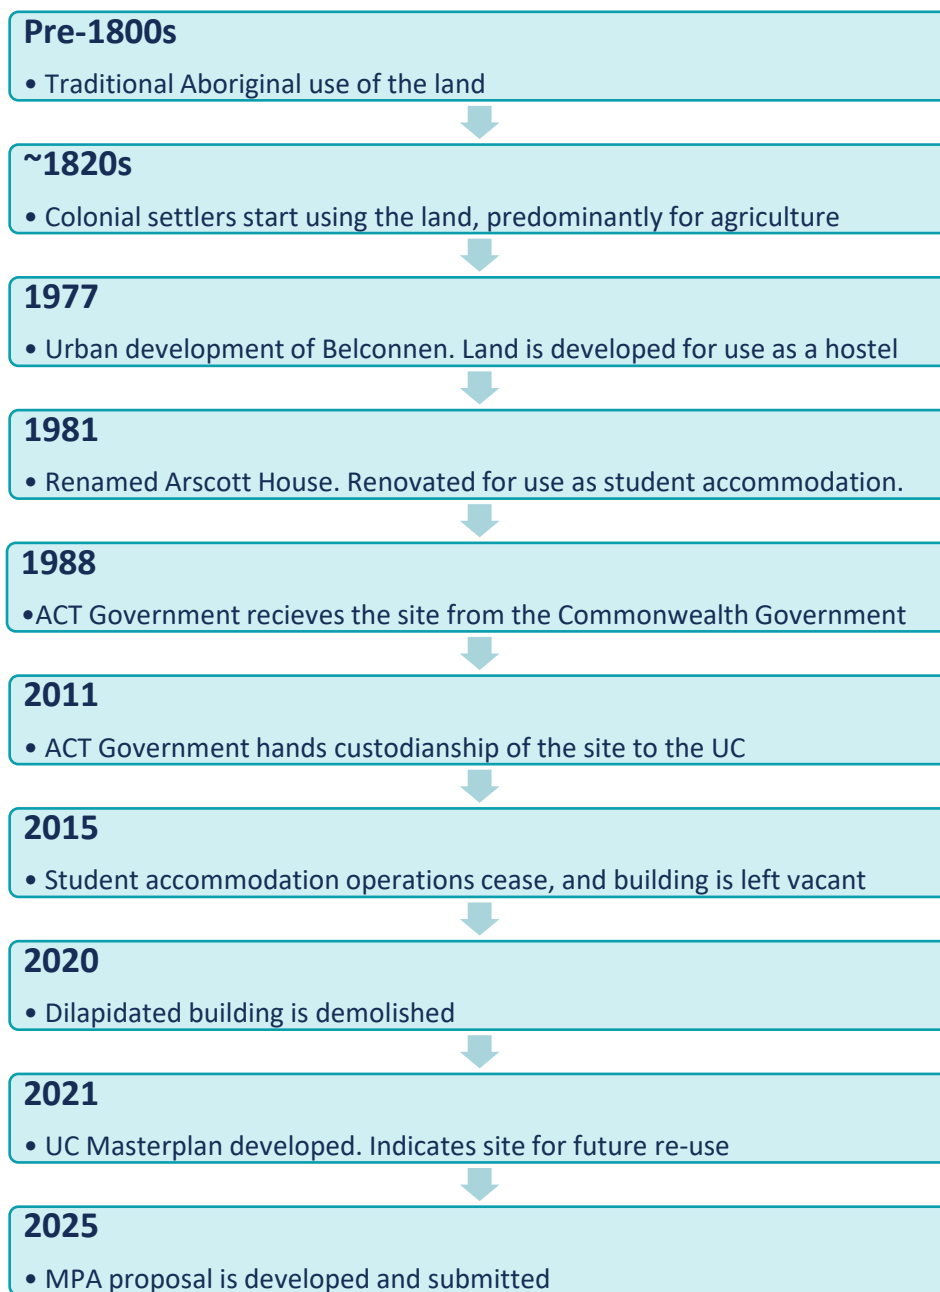 Pre-1800s
• Traditional Aboriginal use of the land
~1820s
• Colonial settlers start using the land, predominantly for agriculture
1977
• Urban development of Belconnen. Land is developed for use as a hostel
1981
• Renamed Arscott House. Renovated for use as student accommodation.
1988
•ACT Government recieves the site from the Commonwealth Government
2011
• ACT Government hands custodianship of the site to the UC
2015
• Student accommodation operations cease, and building is left vacant
2020
• Dilapidated building is demolished
2021
• UC Masterplan developed. Indicates site for future re-use
2025
• MPA proposal is developed and submitted